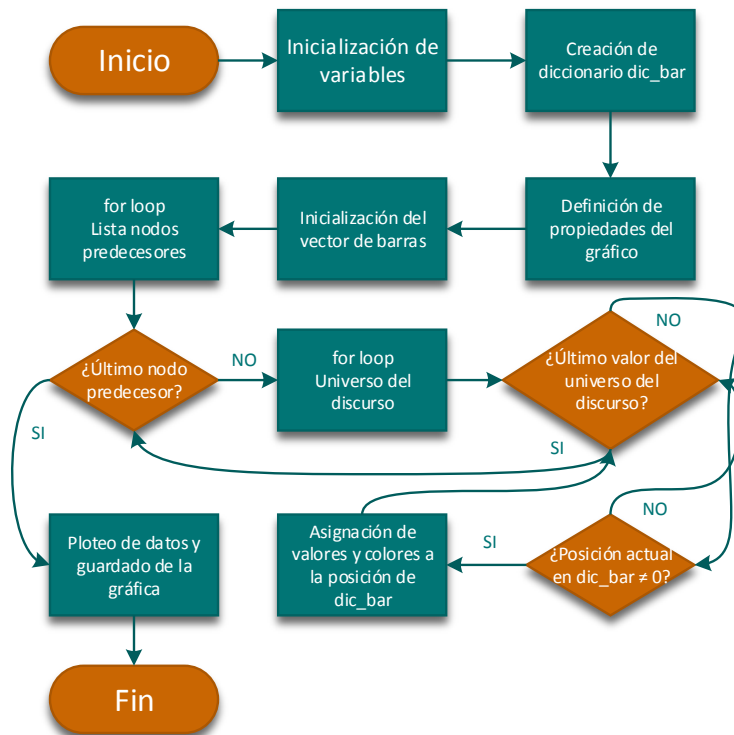 Inicio
Inicialización de
variables
Creación de
diccionario dic_bar
for loop
Lista nodos
predecesores
Inicialización del
vector de barras
Definición de
propiedades del
gráfico
¿Último nodo
predecesor?
NO
for loop
Universo del
discurso
¿Último valor del
universo del
discurso?
NO
SI
SI
Ploteo de datos y
guardado de la
gráfica
Asignación de
valores y colores a
la posición de
dic_bar
SI
¿Posición actual
en dic_bar ≠ 0?
NO
Fin